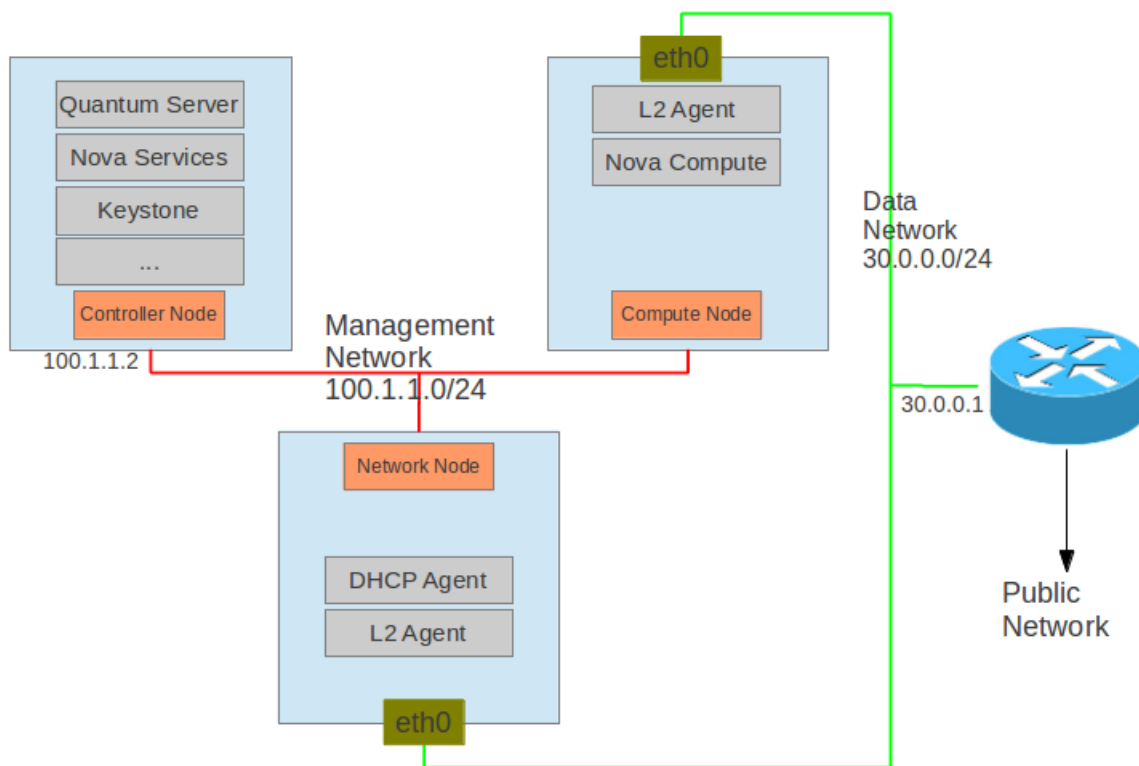 Quantum Server
Nova Services
Keystone
...
Controller Node
100.1.1.2
eth0
L2 Agent
Nova Compute
Compute Node
Management
Network
100.1.1.0/24
Data
Network
30.0.0.0/24
30.0.0.1
Network Node
DHCP Agent
L2 Agent
eth0
Public
Network